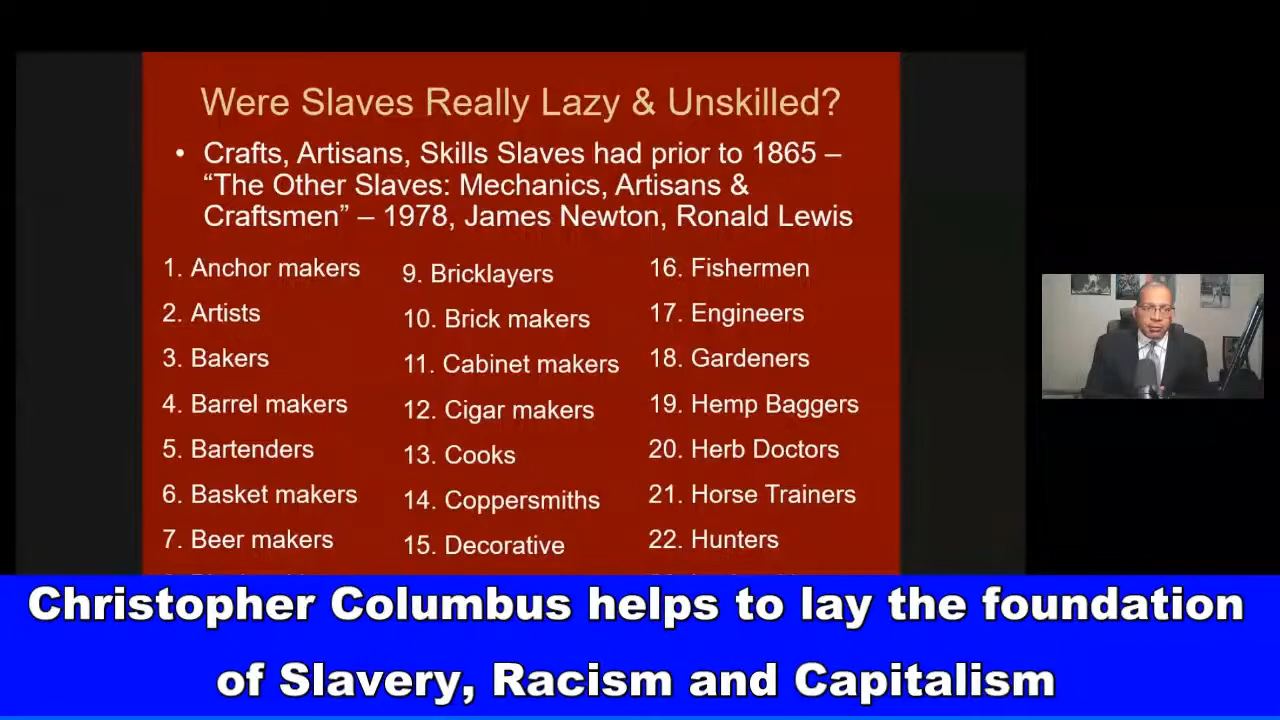 Were Slaves Really Lazy & Unskilled?
• Crafts, Artisans, Skills Slaves had prior to 1865 –
“The Other Slaves: Mechanics, Artisans &
Craftsmen” – 1978, James Newton, Ronald Lewis
1. Anchor makers
2. Artists
3. Bakers
4. Barrel makers
5. Bartenders
6. Basket makers
7. Beer makers
9. Bricklayers
10. Brick makers
11. Cabinet makers
12. Cigar makers
13. Cooks
14. Coppersmiths
15. Decorative
16. Fishermen
17. Engineers
18. Gardeners
19. Hemp Baggers
20. Herb Doctors
21. Horse Trainers
22. Hunters
Christopher Columbus helps to lay the foundation
of Slavery, Racism and Capitalism